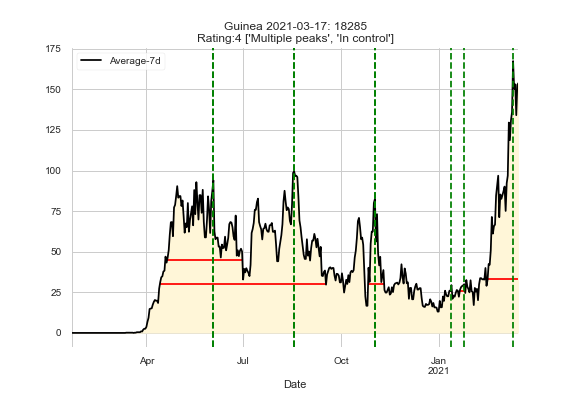 Guinea 2021-03-17: 18285
Rating:4 ['Multiple peaks', 'In control']
Average-7d
175
150
125
100
75
50
25
0
Apr
Jul
Oct
Jan
2021
Date